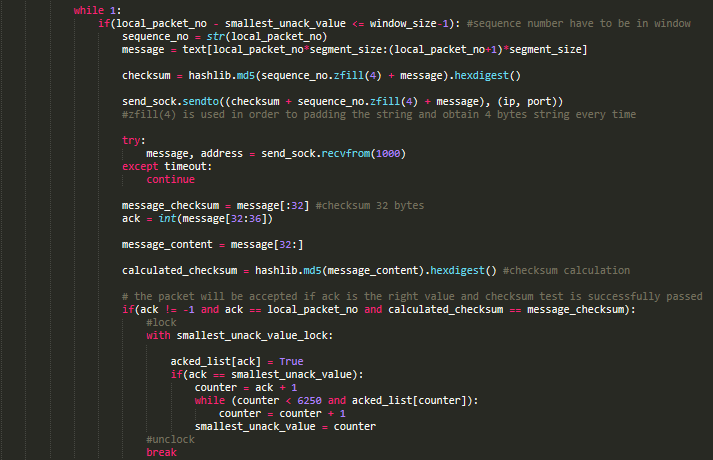 while 1:
if(local_packet_no - smallest_unack_value <= window_size-1): #sequence number have to be in window
sequence_no = str(local_packet_no)
message = text[local_packet_no*segment_size:(local_packet_no+1)*segment_size]
checksum = hashlib.md5(sequence_no.zfill(4) + message).hexdigest()
send_sock.sendto((checksum + sequence_no.zfill(4) + message), (ip, port))
#zfill(4) is used in order to padding the string and obtain 4 bytes string every time
try:
message, address = send_sock.recvfrom(1000)
except timeout:
continue
message_checksum = message[:32] #checksum 32 bytes
ack = int(message[32:36])
message_content = message[32:]
calculated_checksum = hashlib.md5(message_content).hexdigest() #checksum calculation
# the packet will be accepted if ack is the right value and checksum test is successfully passed
if(ack != -1 and ack == local_packet_no and calculated_checksum == message_checksum):
#lock
with smallest_unack_value_lock:
acked_list[ack] = True
if(ack == smallest_unack_value):
counter = ack + 1
while (counter < 6250 and acked_list[counter]):
counter = counter + 1
smallest_unack_value = counter
#unclock
break